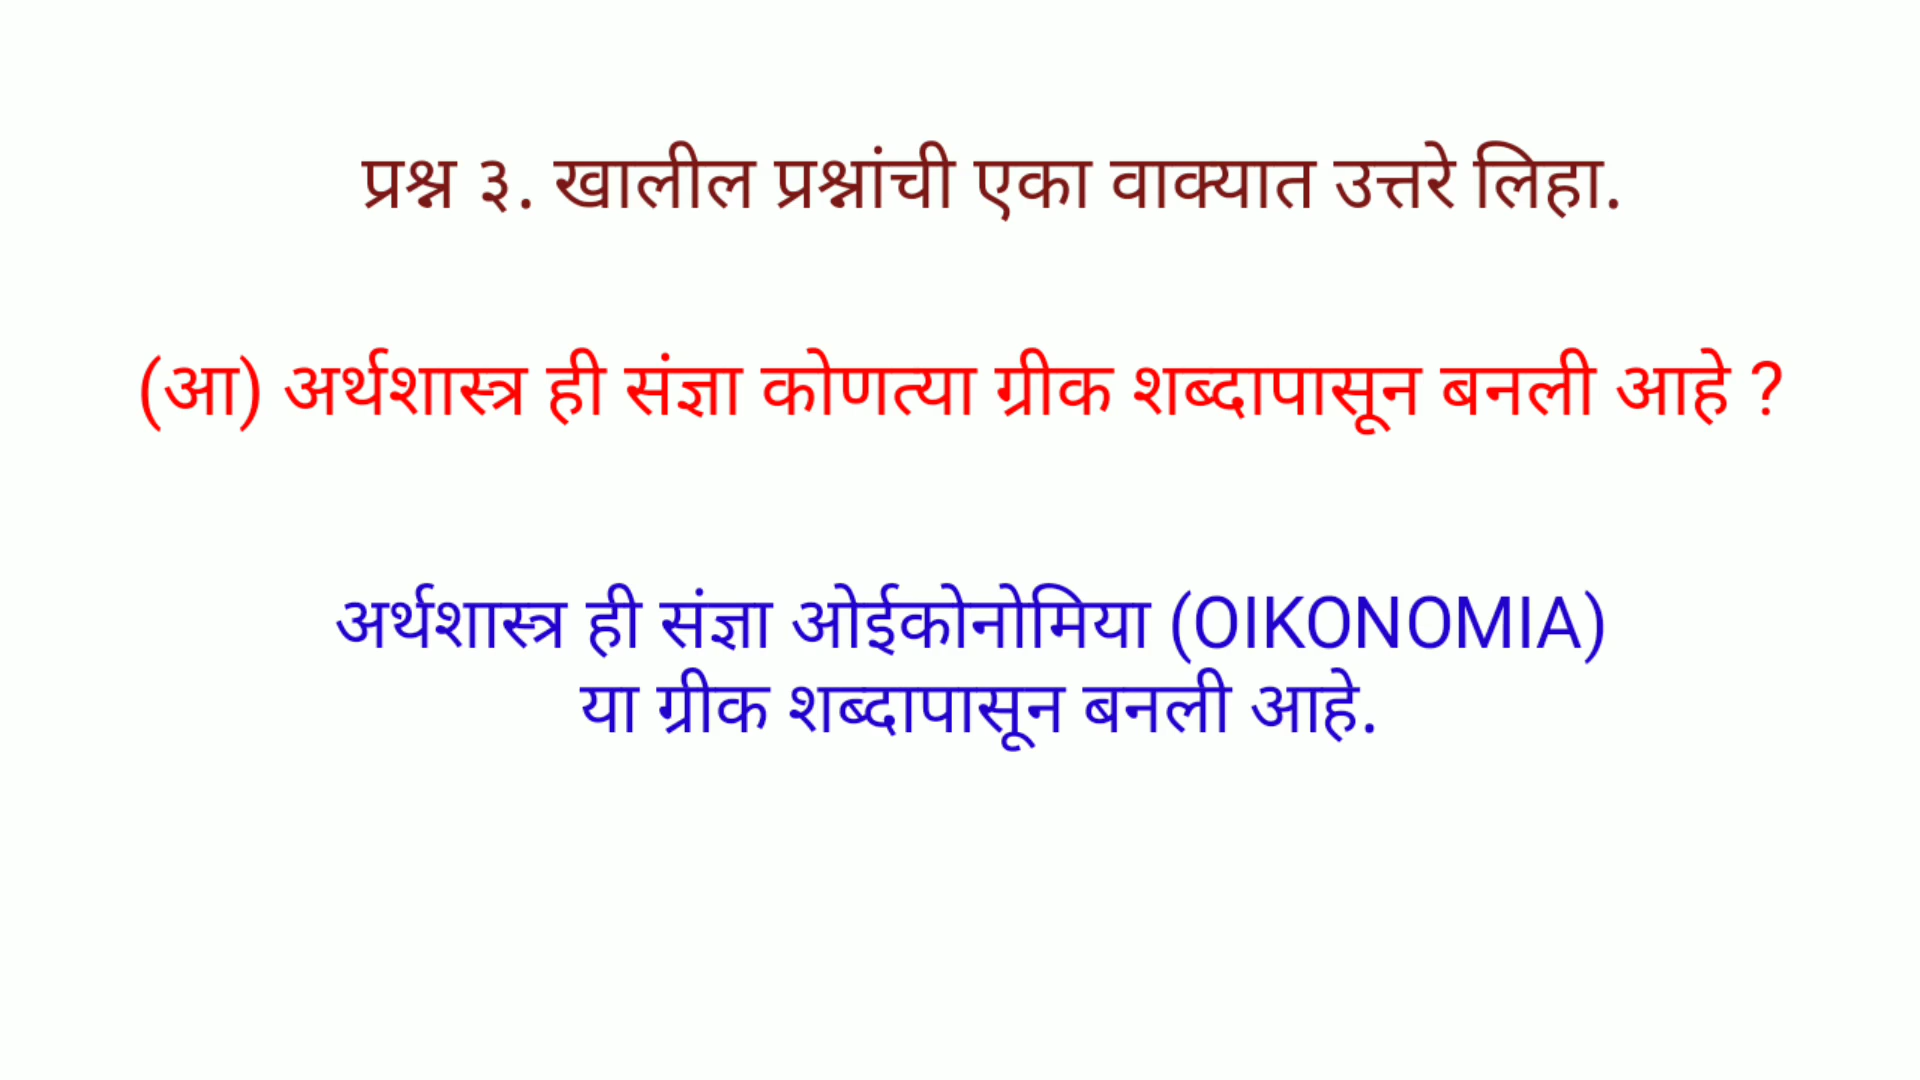 प्रश्न ३. खालील प्रश्नांची एका वाक्यात उत्तरे लिहा.
(आ) अर्थशास्त्र ही संज्ञा कोणत्या ग्रीक शब्दापासून बनली आहे ?
अर्थशास्त्र ही संज्ञा ओईकोनोमिया (OIKONOMIA)
या ग्रीक शब्दापासून बनली आहे.